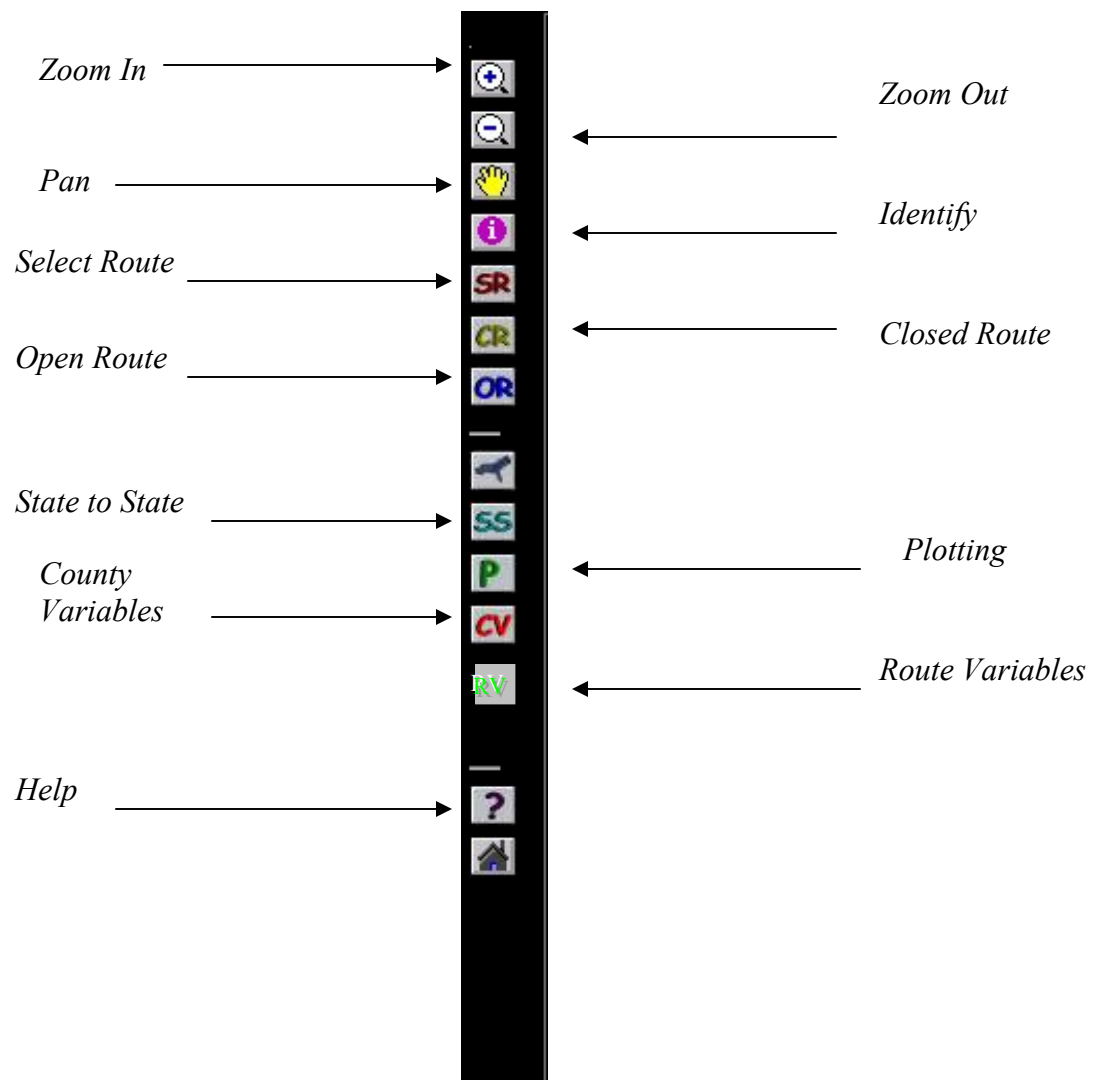 Zoom In
Zoom Out
Pan
Identify
i
Select Route
SR
Closed Route
CR
Open Route
OR
State to State
SS
Plotting
P
County
Variables
CV
Route Variables
RV
Help
?